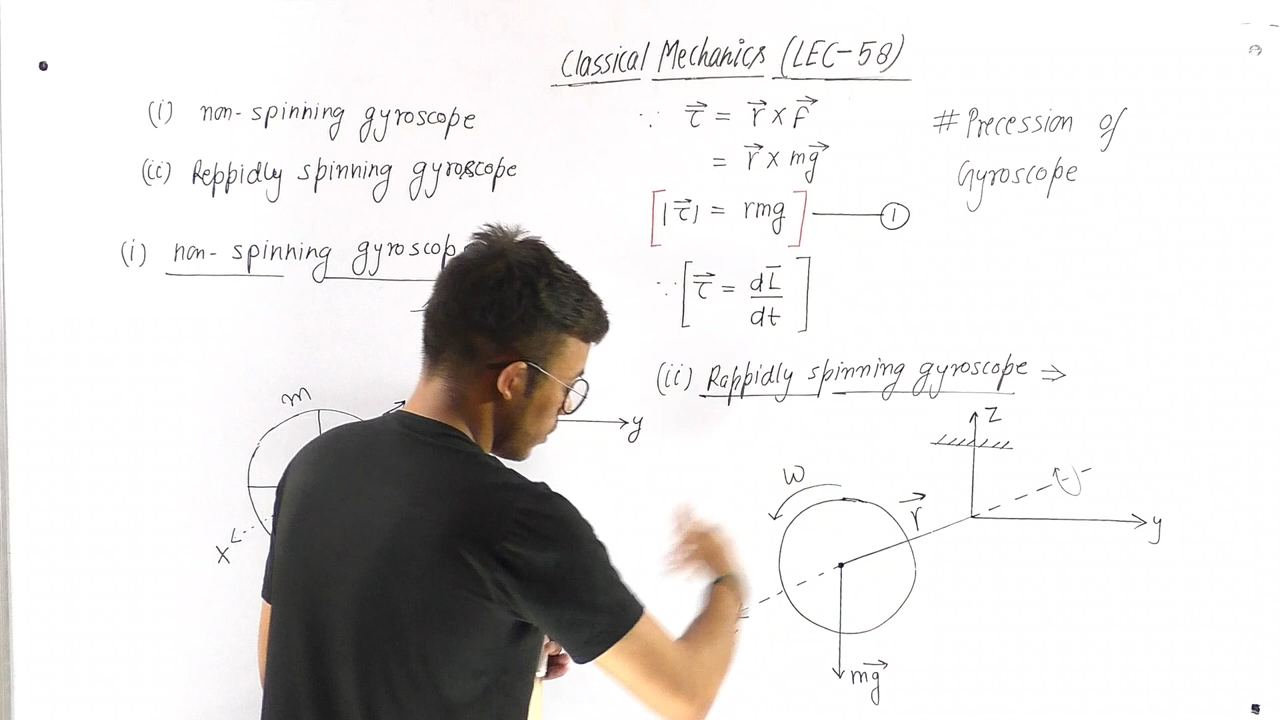 Classical Mechanics (LEC-58)
(i) non-spinning gyroscope
(ii) Reppidly spinning gyroscope
(i) non-spinning gyroscop
m
y
X
∵ τ⃗ = r⃗ × F⃗
= r⃗ × mg⃗
[|τ⃗| = rmg] ①
∵ [τ⃗ = dL̄/dt]
# Precession of
Gyroscope
(ii) Rappidly spinning gyroscope ⇒
Z
ω
r⃗
y
mg⃗